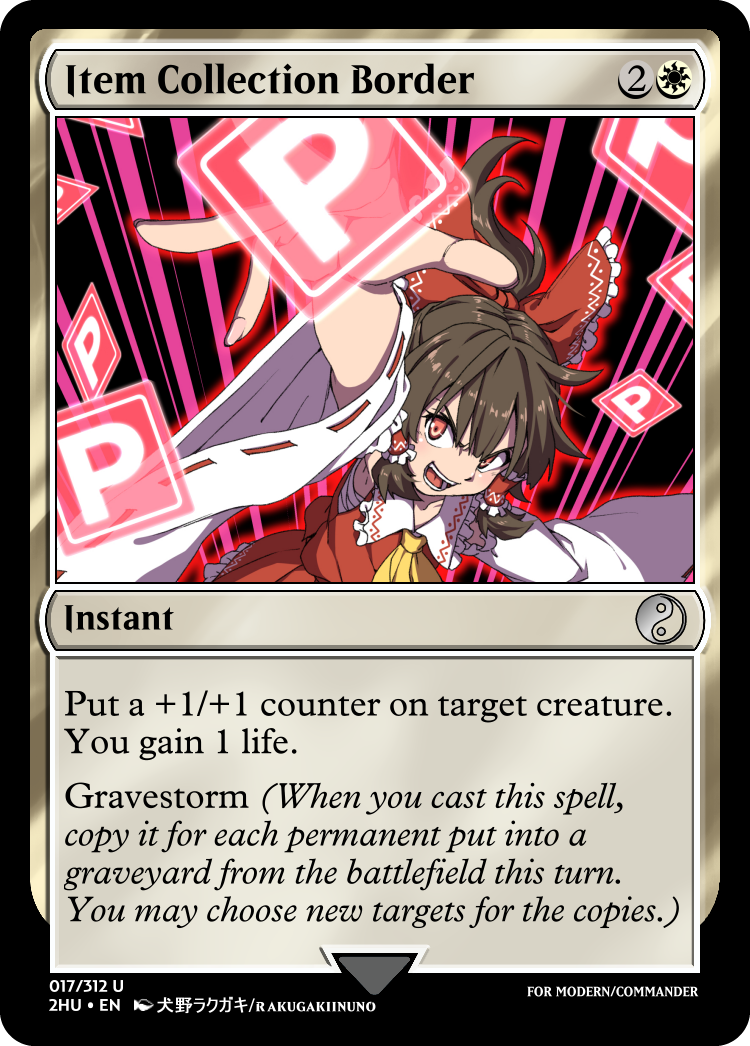 Item Collection Border 2
P
P
P
P
P
P
Instant
Put a +1/+1 counter on target creature.
You gain 1 life.
Gravestorm (When you cast this spell,
copy it for each permanent put into a
graveyard from the battlefield this turn.
You may choose new targets for the copies.)
017/312 U
2HU • EN 犬野ラクガキ/RAKUGAKIINUNO
FOR MODERN/COMMANDER